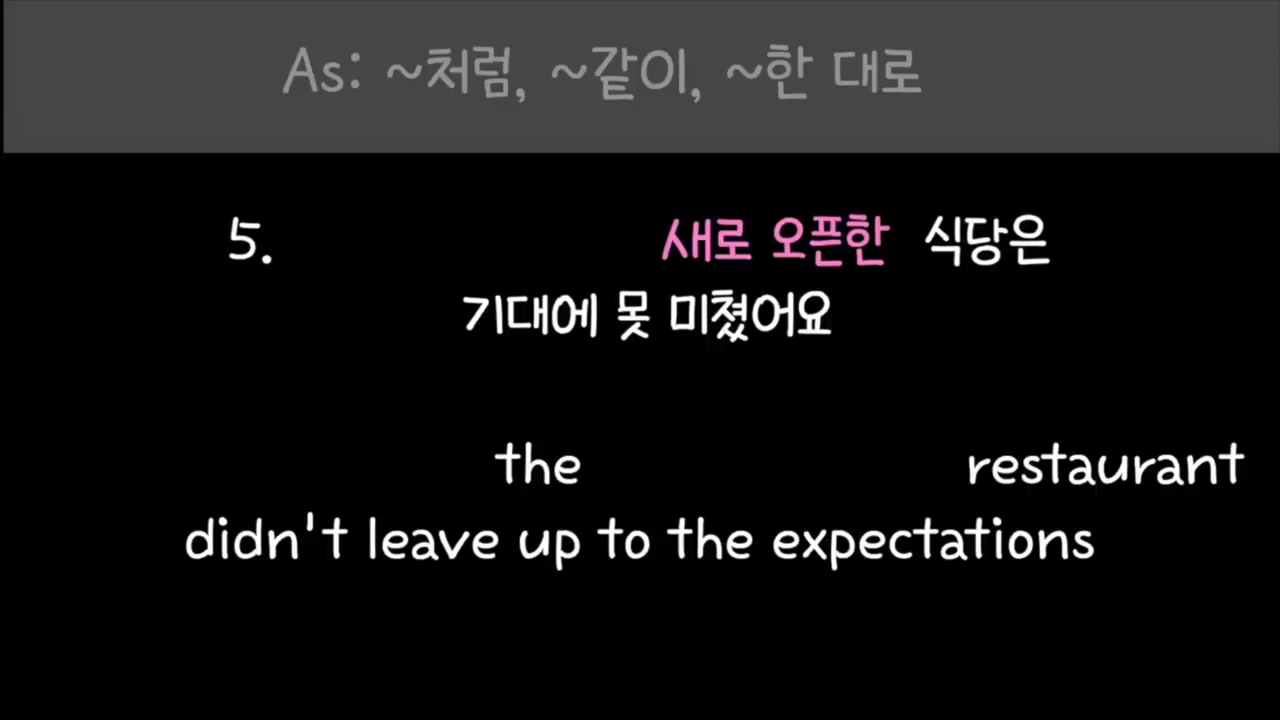 As: ~처럼, ~같이, ~한 대로
5. 새로 오픈한 식당은
기대에 못 미쳤어요
the restaurant
didn't leave up to the expectations